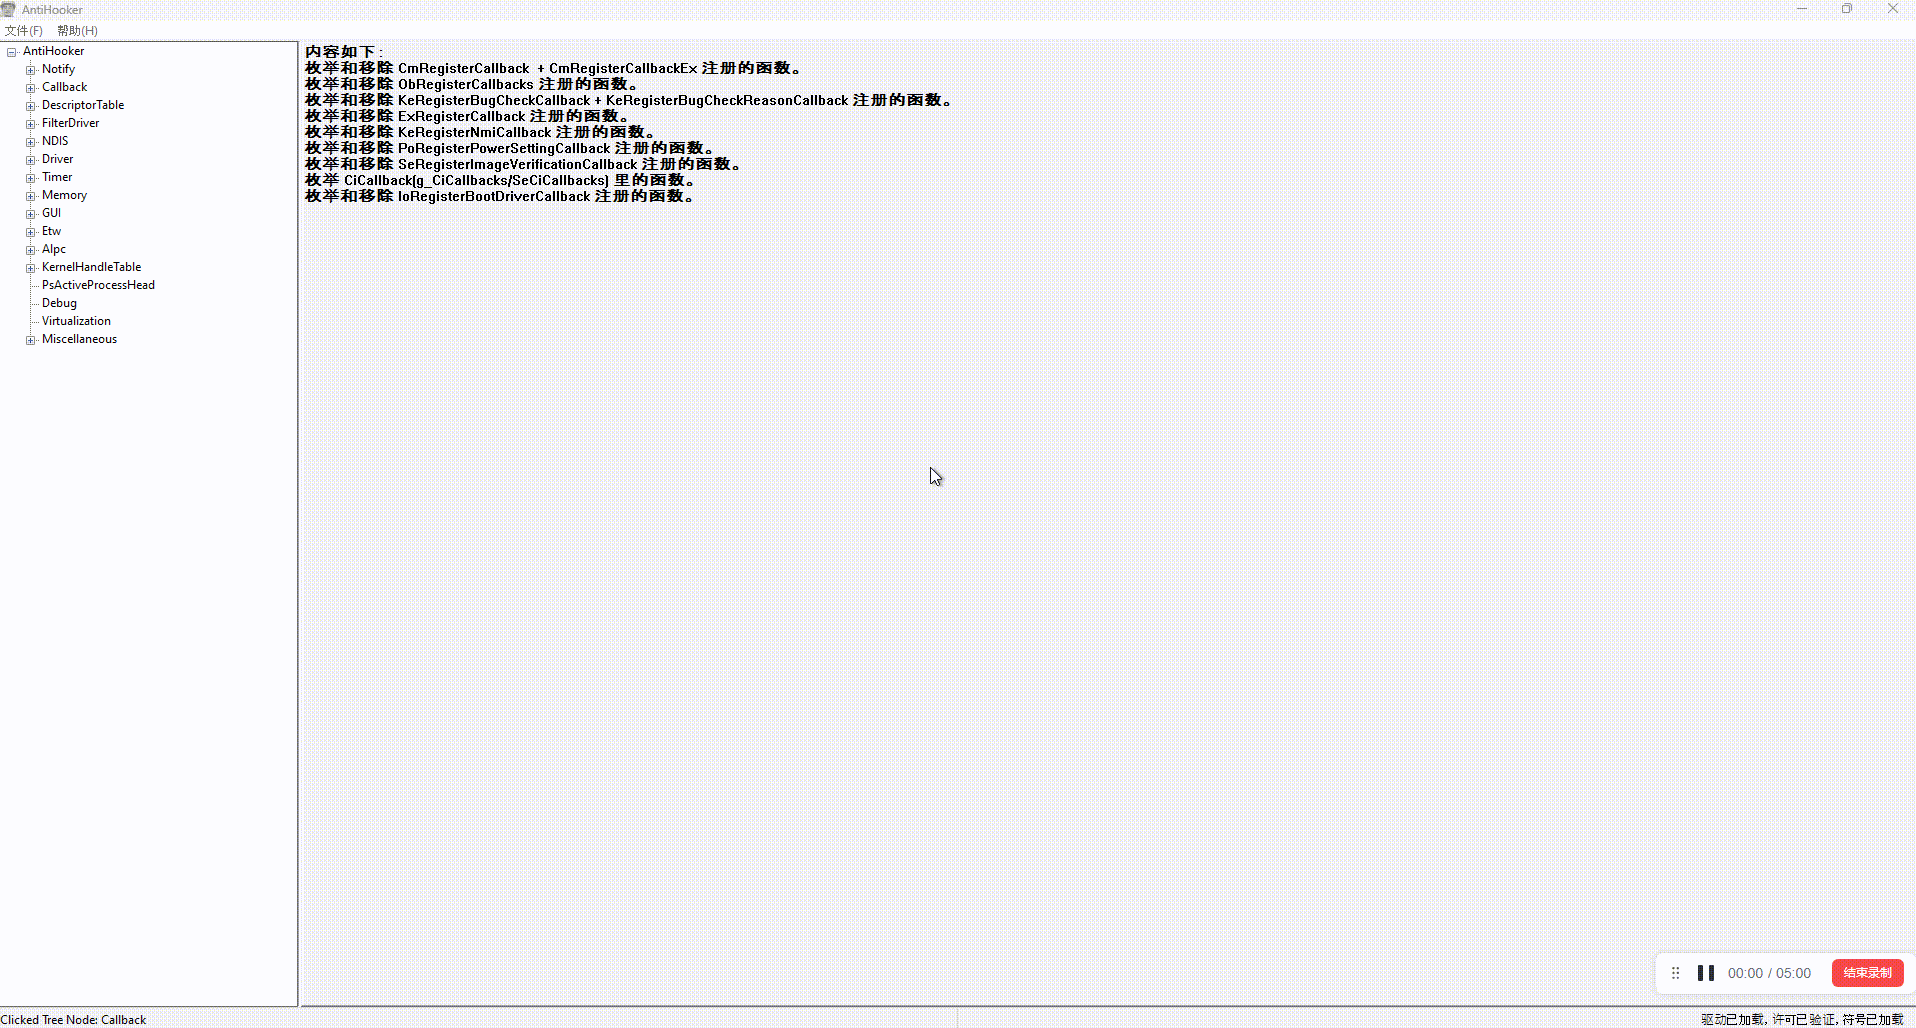 AntiHooker
文件(F) 帮助(H)
AntiHooker
Notify
Callback
DescriptorTable
FilterDriver
NDIS
Driver
Timer
Memory
GUI
Etw
Alpc
KernelHandleTable
PsActiveProcessHead
Debug
Virtualization
Miscellaneous
内容如下:
枚举和移除 CmRegisterCallback + CmRegisterCallbackEx 注册的函数。
枚举和移除 ObRegisterCallbacks 注册的函数。
枚举和移除 KeRegisterBugCheckCallback + KeRegisterBugCheckReasonCallback 注册的函数。
枚举和移除 ExRegisterCallback 注册的函数。
枚举和移除 KeRegisterNmiCallback 注册的函数。
枚举和移除 PoRegisterPowerSettingCallback 注册的函数。
枚举和移除 SeRegisterImageVerificationCallback 注册的函数。
枚举 CiCallback(g_CiCallbacks/SeCiCallbacks) 里的函数。
枚举和移除 IoRegisterBootDriverCallback 注册的函数。
00:00 / 05:00 结束录制
Clicked Tree Node: Callback
驱动已加载, 许可已验证, 符号已加载